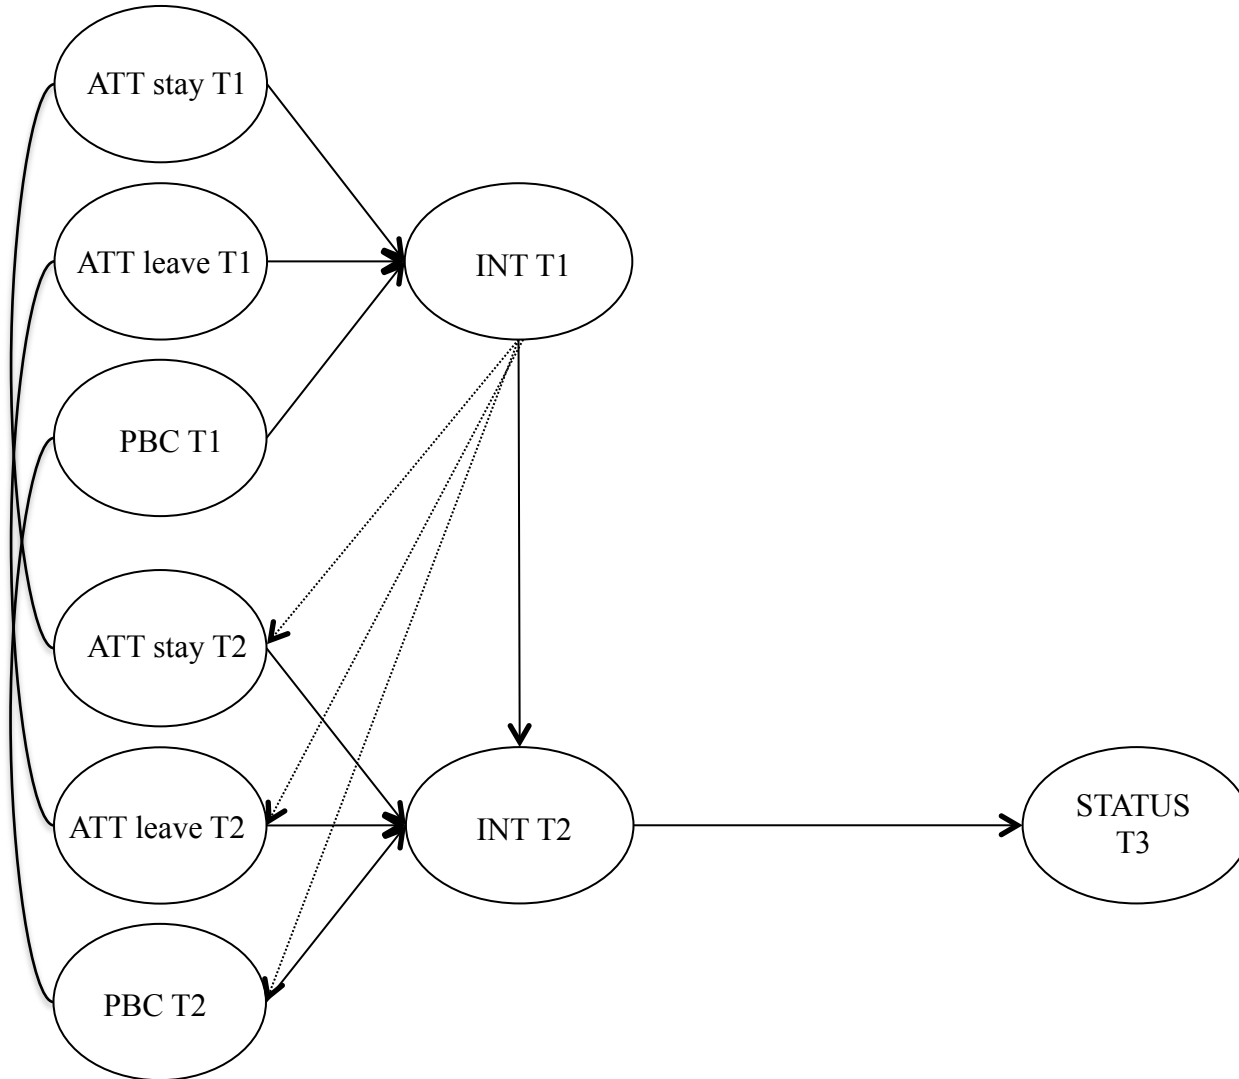 ATT stay T1
ATT leave T1
INT T1
PBC T1
ATT stay T2
ATT leave T2
INT T2
STATUS
T3
PBC T2